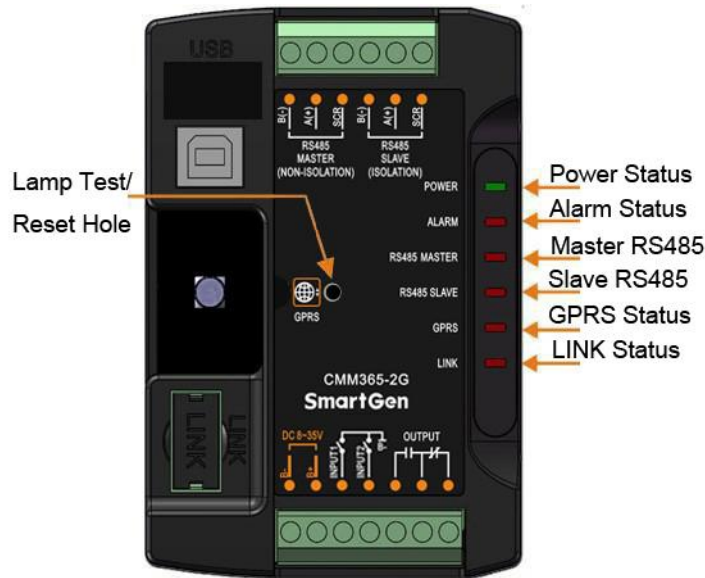 USB
B(-)
A(+)
SCR
B(-)
A(+)
SCR
RS485
MASTER
(NON-ISOLATION)
RS485
SLAVE
(ISOLATION)
Lamp Test/
Reset Hole
POWER
Power Status
ALARM
Alarm Status
RS485 MASTER
Master RS485
RS485 SLAVE
Slave RS485
GPRS
GPRS
GPRS Status
LINK
LINK Status
CMM365-2G
SmartGen
LINK
LINK
DC 8~35V
B-
B+
INPUT1
INPUT2
OUTPUT